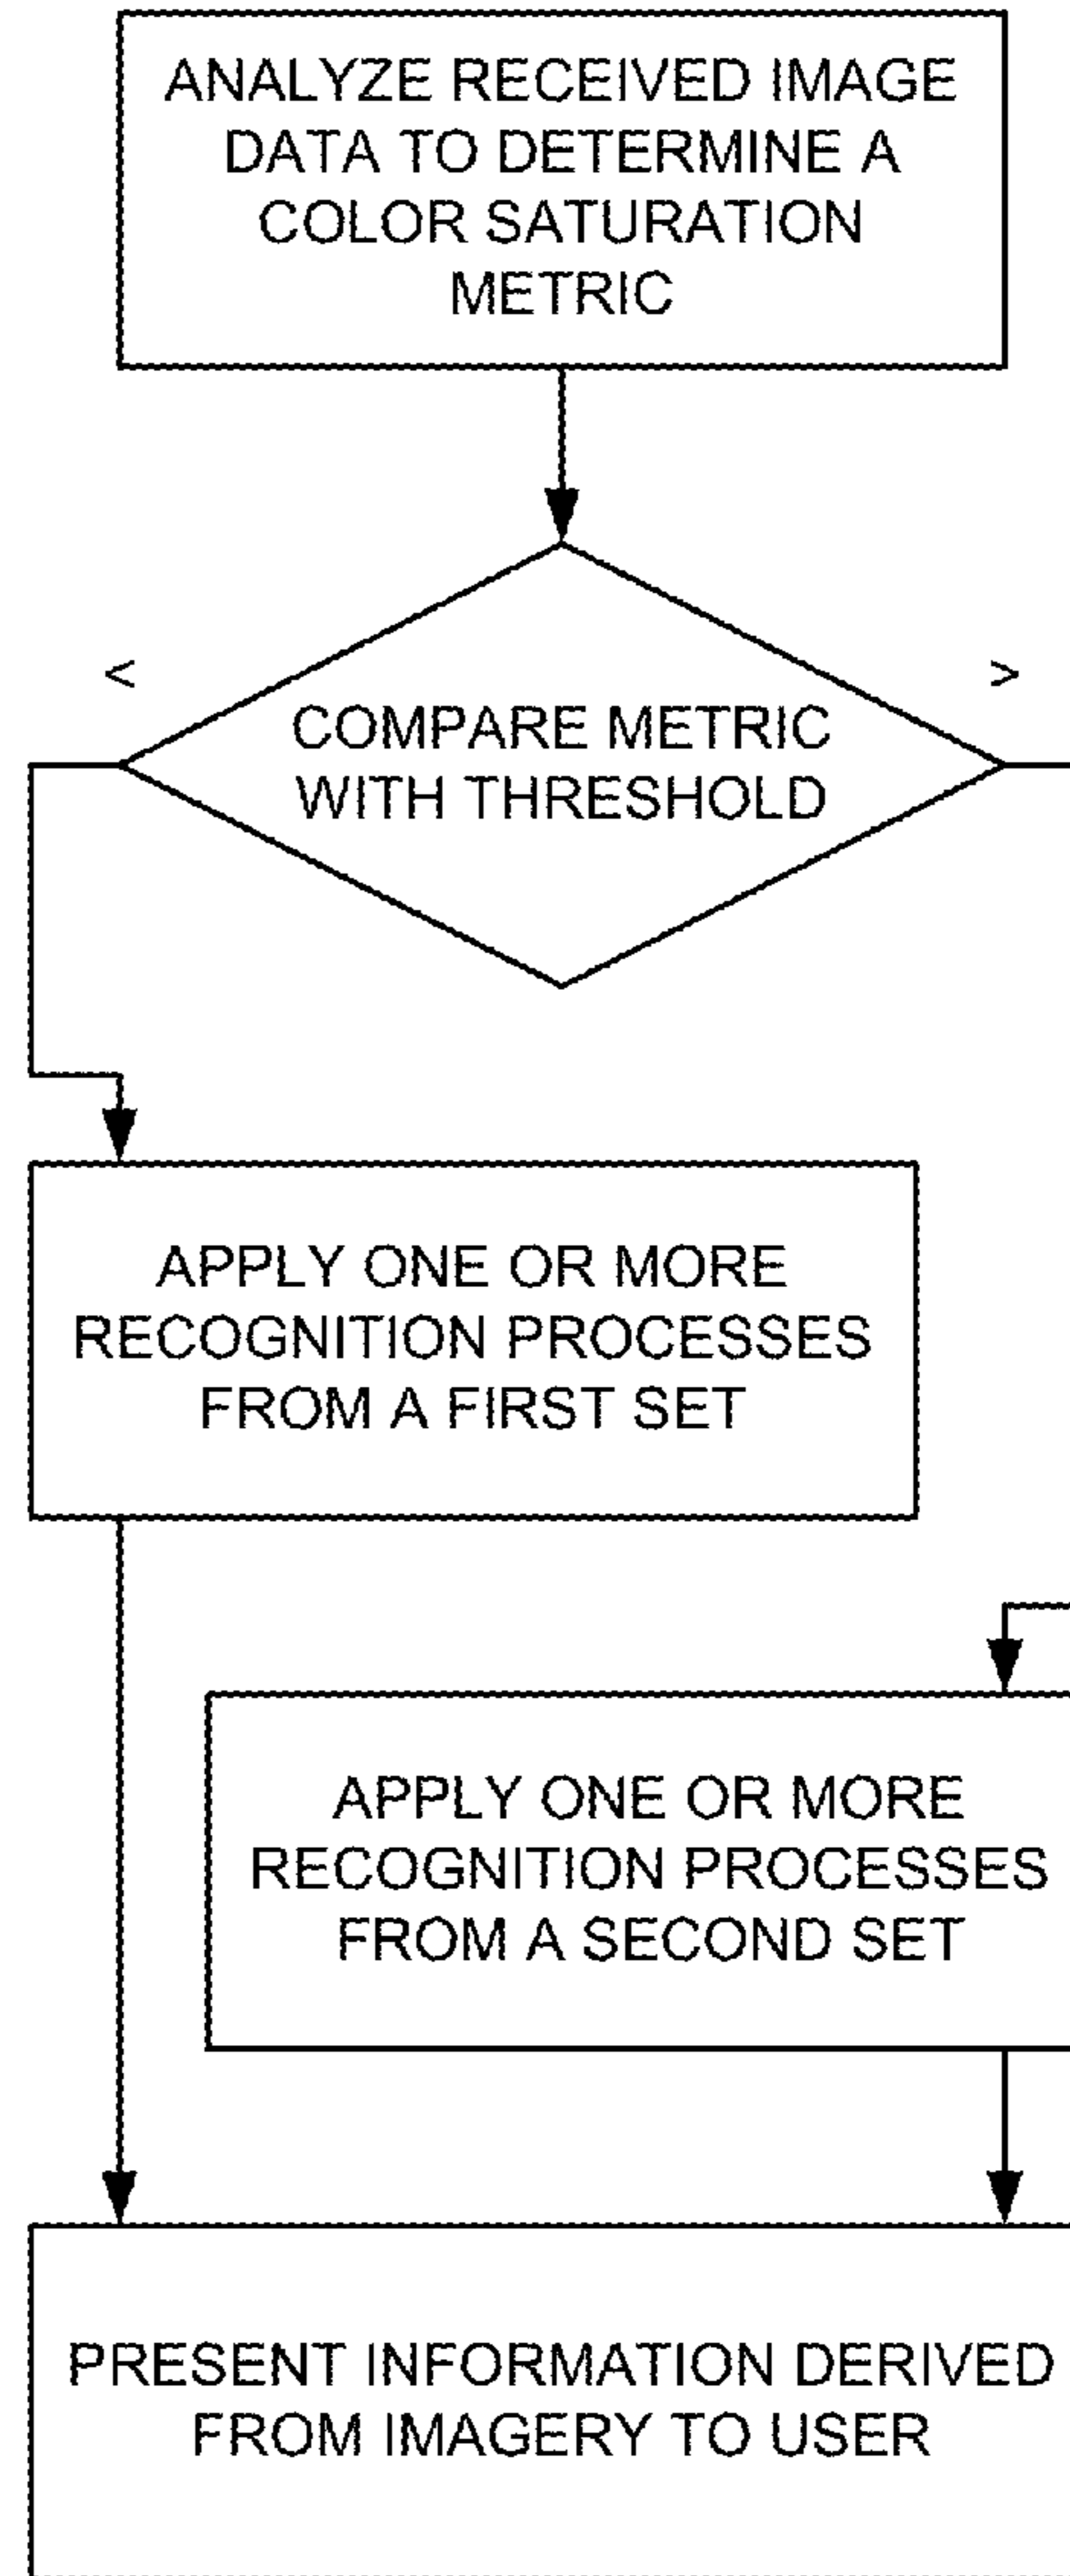 ANALYZE RECEIVED IMAGE
DATA TO DETERMINE A
COLOR SATURATION
METRIC
<
>
COMPARE METRIC
WITH THRESHOLD
APPLY ONE OR MORE
RECOGNITION PROCESSES
FROM A FIRST SET
APPLY ONE OR MORE
RECOGNITION PROCESSES
FROM A SECOND SET
PRESENT INFORMATION DERIVED
FROM IMAGERY TO USER